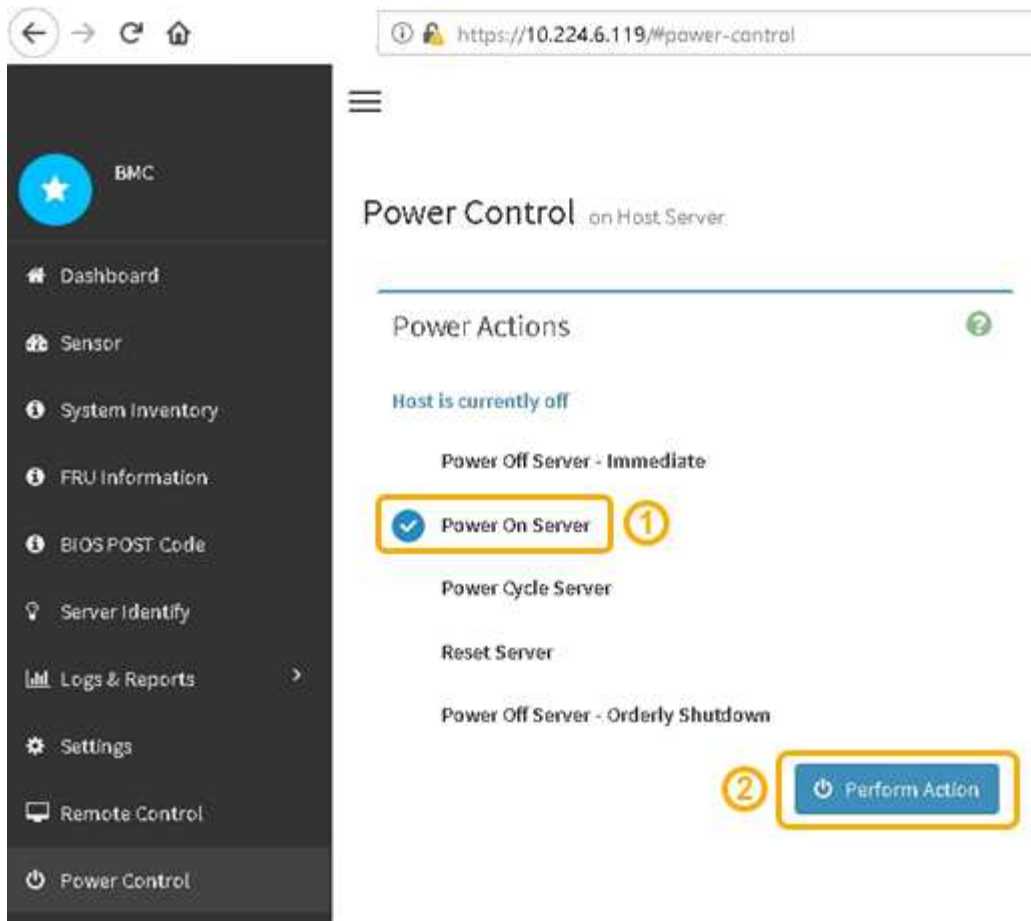 https://10.224.6.119/#power-control
BMC
Dashboard
Sensor
System Inventory
FRU Information
BIOS POST Code
Server Identify
Logs & Reports
Settings
Remote Control
Power Control
Power Control on Host Server
Power Actions
Host is currently off
Power Off Server - Immediate
Power On Server 1
Power Cycle Server
Reset Server
Power Off Server - Orderly Shutdown
2 Perform Action